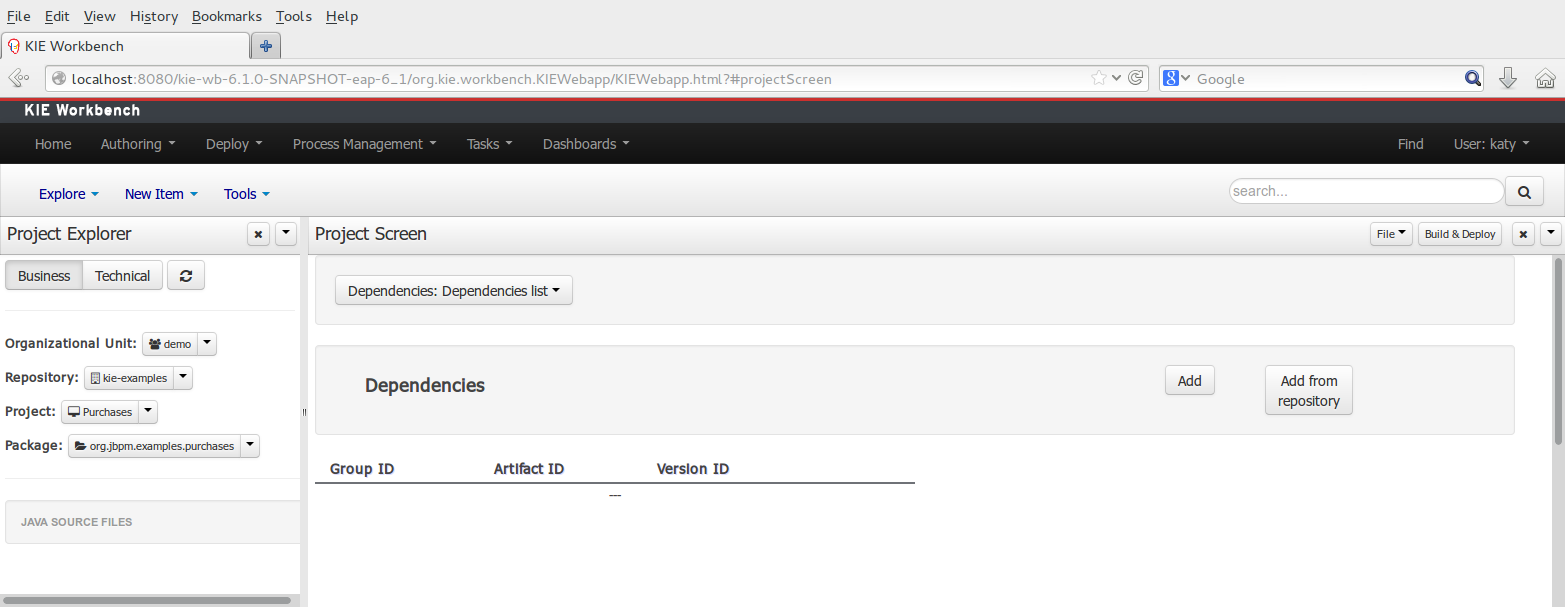 File Edit View History Bookmarks Tools Help
KIE Workbench
localhost:8080/kie-wb-6.1.0-SNAPSHOT-eap-6_1/org.kie.workbench.KIEWebapp/KIEWebapp.html?#projectScreen
8 Google
KIE Workbench
Home Authoring Deploy Process Management Tasks Dashboards Find User: katy
Explore New Item Tools search...
Project Explorer Project Screen File Build & Deploy
Business Technical
Dependencies: Dependencies list
Organizational Unit: demo
Repository: kie-examples
Project: Purchases
Package: org.jbpm.examples.purchases
JAVA SOURCE FILES
Dependencies Add Add from
repository
Group ID Artifact ID Version ID
---